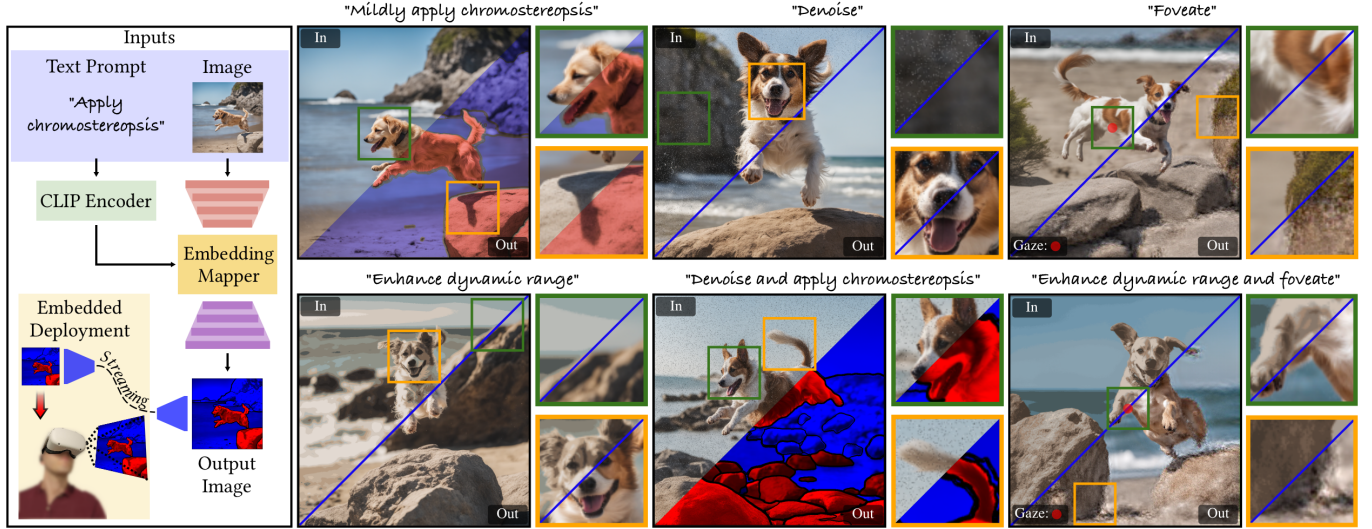 Inputs
Text Prompt
Image
"Apply
chromostereopsis"
CLIP Encoder
Embedding
Mapper
Embedded
Deployment
Streaming
Output
Image
"Mildly apply chromostereopsis"
In
Out
"Denoise"
In
Out
"Foveate"
In
Gaze:
Out
"Enhance dynamic range"
In
Out
"Denoise and apply chromostereopsis"
In
Out
"Enhance dynamic range and foveate"
In
Gaze:
Out